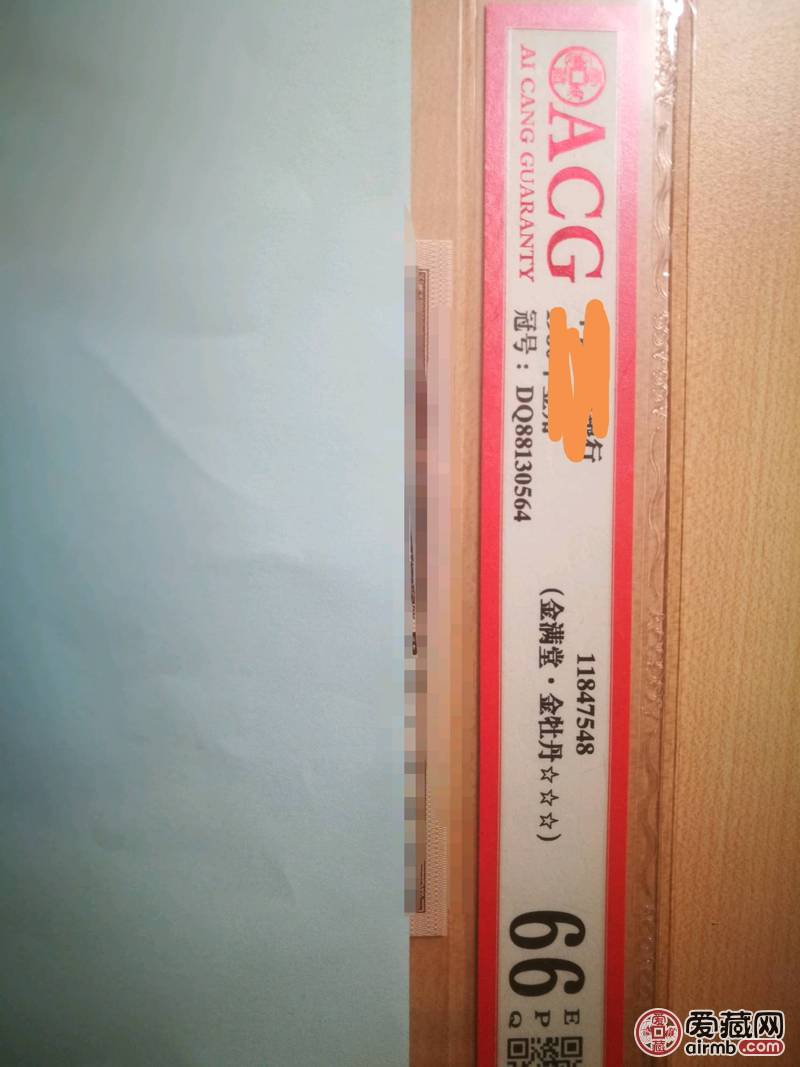 ACG
AI CANG GUARANTY
行
冠号：DQ88130564
11847548
（金满堂·金牡丹☆☆☆）
66
E
P
Q
爱藏网
airmb.com